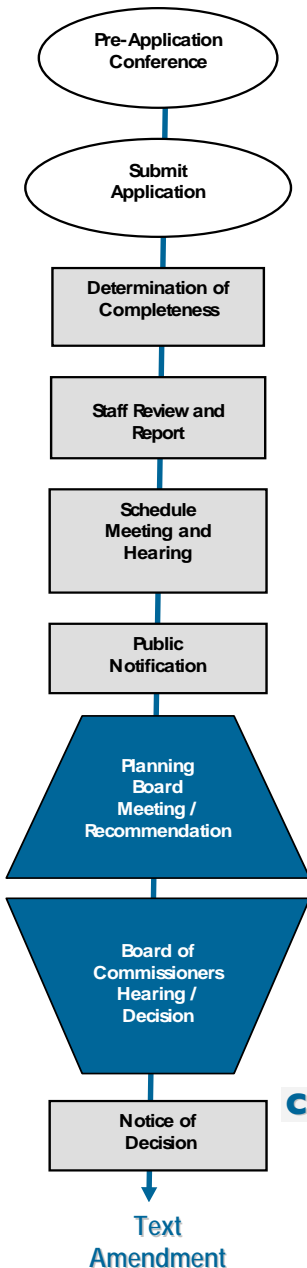 Pre-Application
Conference
Submit
Application
Determination of
Completeness
Staff Review and
Report
Schedule
Meeting and
Hearing
Public
Notification
Planning
Board
Meeting /
Recommendation
Board of
Commissioners
Hearing /
Decision
C
Notice of
Decision
Text
Amendment